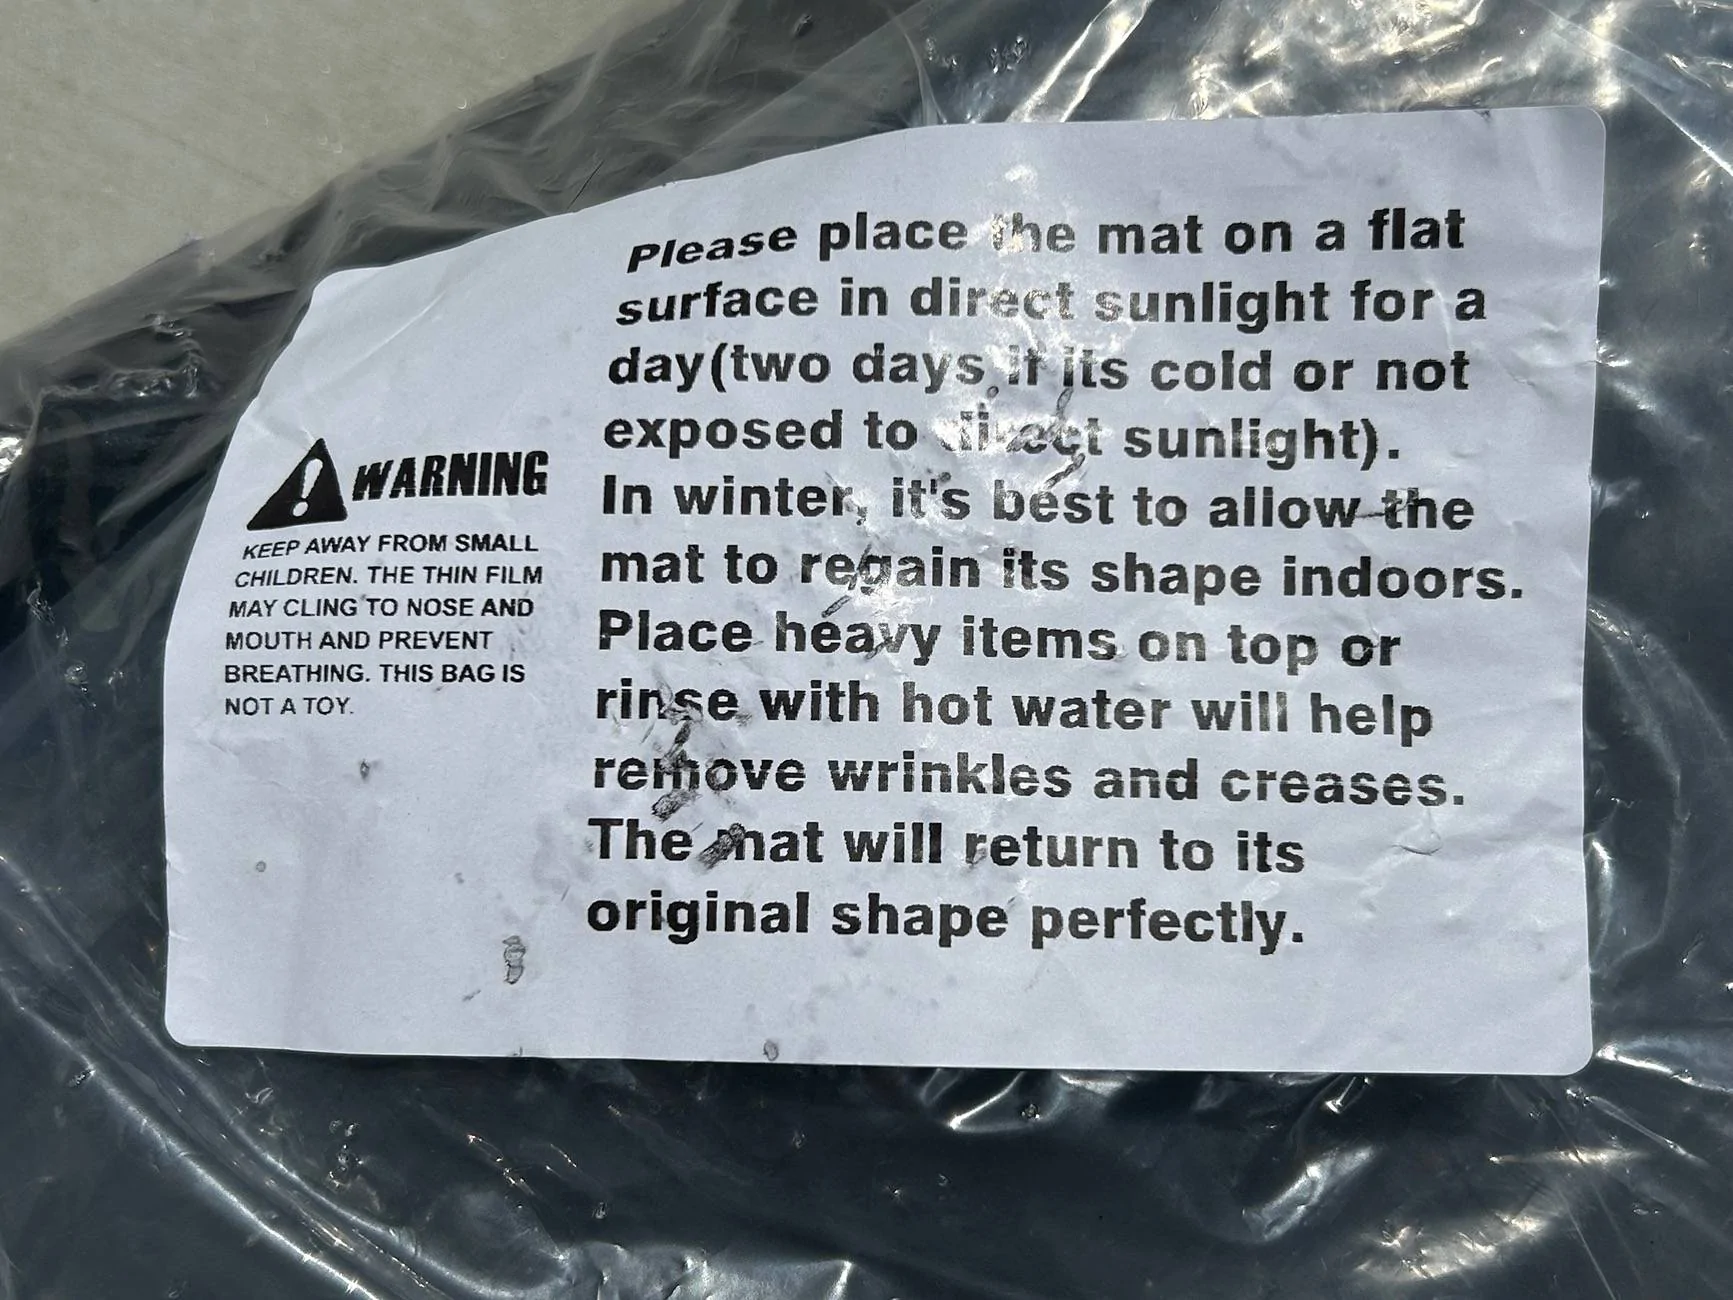 WARNING
KEEP AWAY FROM SMALL
CHILDREN. THE THIN FILM
MAY CLING TO NOSE AND
MOUTH AND PREVENT
BREATHING. THIS BAG IS
NOT A TOY.
Please place the mat on a flat
surface in direct sunlight for a
day(two days if its cold or not
exposed to direct sunlight).
In winter, it's best to allow the
mat to regain its shape indoors.
Place heavy items on top or
rinse with hot water will help
remove wrinkles and creases.
The mat will return to its
original shape perfectly.